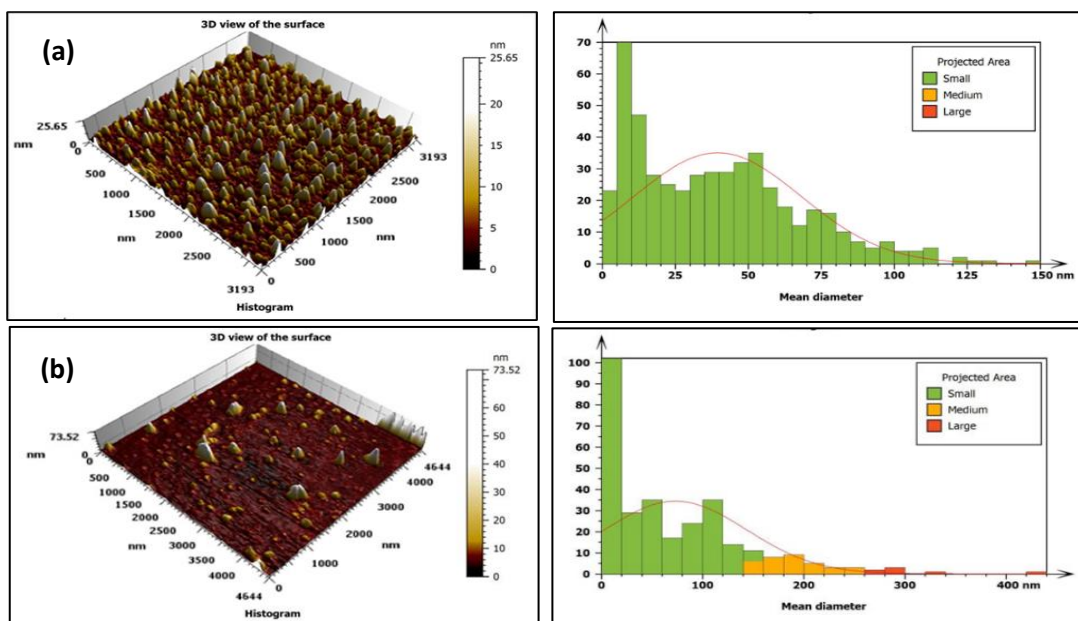 (a)
3D view of the surface
nm
25.65
20
15
10
5
0
25.65
nm
0
500
1000
1500
2000
2500
3193
nm
3193
2500
2000
1500
1000
500
0
nm
Histogram
70
60
50
40
30
20
10
0
Projected Area
Small
Medium
Large
0 25 50 75 100 125 150 nm
Mean diameter
(b)
3D view of the surface
nm
73.52
60
50
40
30
20
10
0
73.52
nm
0
500
1000
1500
2000
2500
3000
3500
4000
4644
nm
4644
4000
3000
2000
1000
0
nm
Histogram
100
90
80
70
60
50
40
30
20
10
0
Projected Area
Small
Medium
Large
0 100 200 300 400 nm
Mean diameter